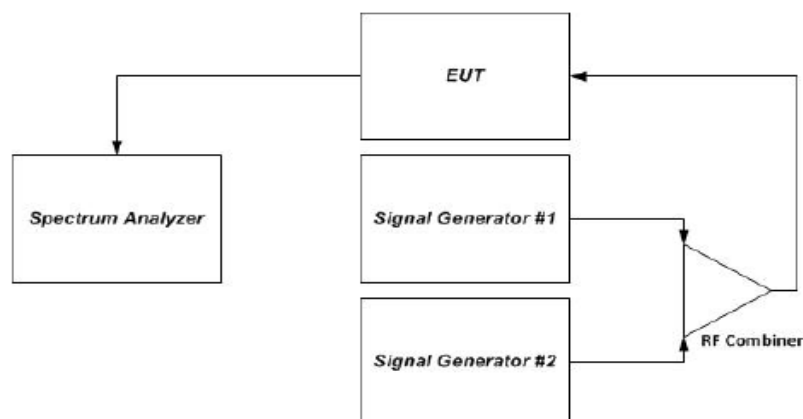 EUT
Spectrum Analyzer
Signal Generator #1
RF Combiner
Signal Generator #2